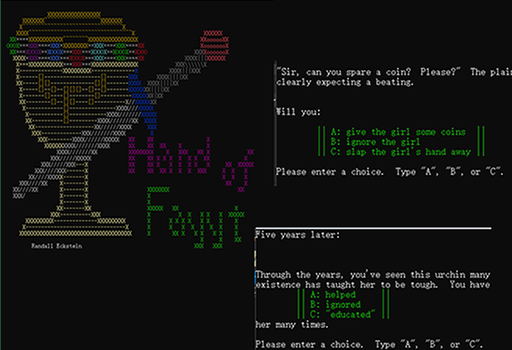 Hand of
Randall Eckstein
"Sir, can you spare a coin? Please?" The plain
clearly expecting a beating.
Will you:
A: give the girl some coins
B: ignore the girl
C: slap the girl's hand away
Please enter a choice. Type "A", "B", or "C".
Five years later:
Through the years, you've seen this urchin many
existence has taught her to be tough. You have
A: helped
B: ignored
C: "educated"
her many times.
Please enter a choice. Type "A", "B", or "C".